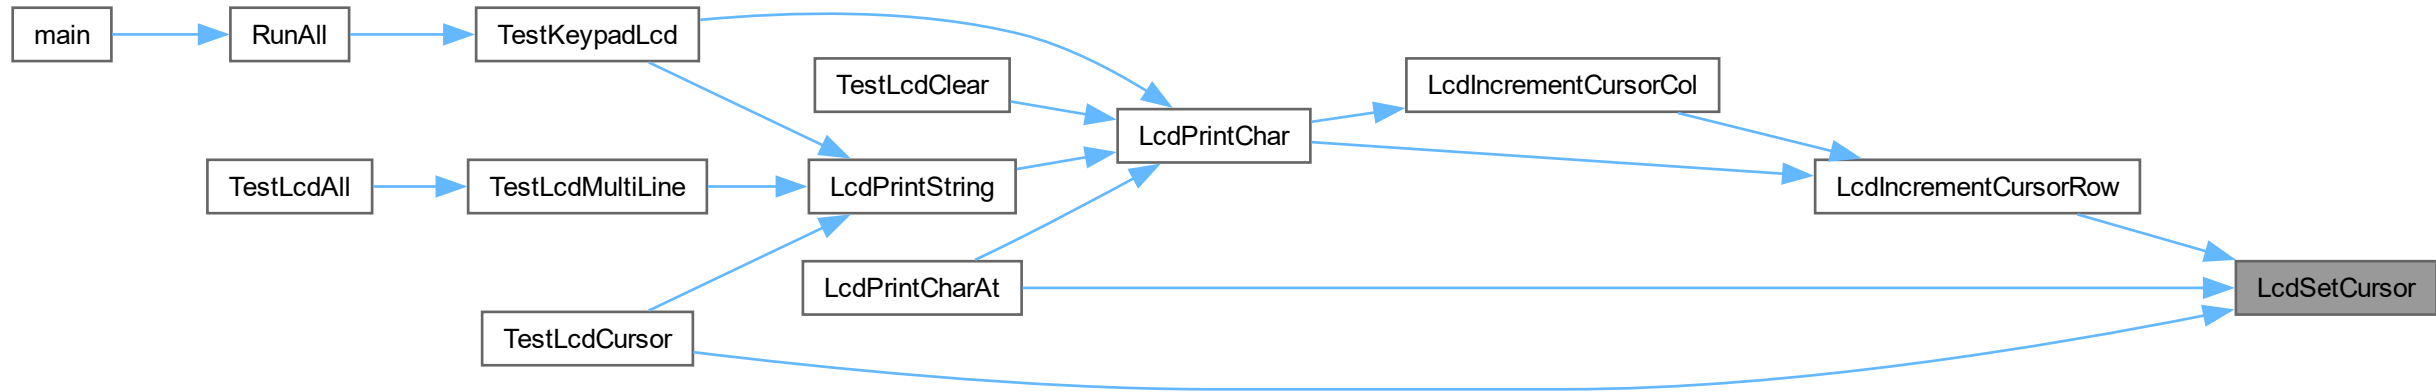 main
RunAll
TestKeypadLcd
TestLcdClear
LcdIncrementCursorCol
LcdPrintChar
TestLcdAll
TestLcdMultiLine
LcdPrintString
LcdIncrementCursorRow
LcdPrintCharAt
LcdSetCursor
TestLcdCursor